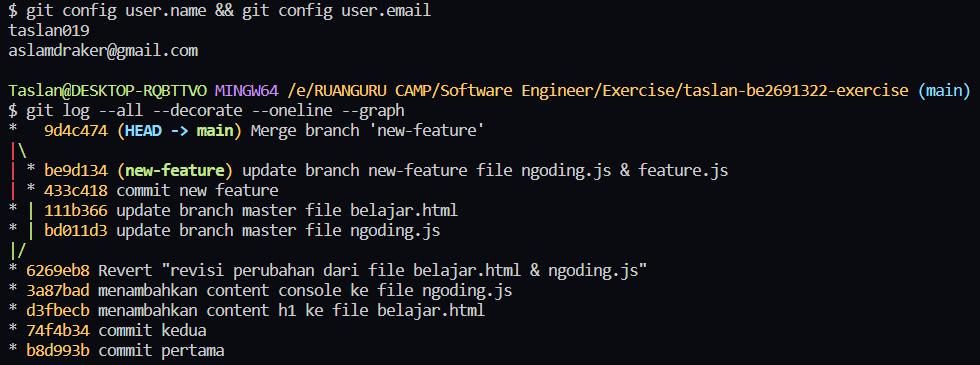 $ git config user.name && git config user.email
taslan019
aslamdraker@gmail.com

Taslan@DESKTOP-RQBTTVO MINGW64 /e/RUANGURU CAMP/Software Engineer/Exercise/taslan-be2691322-exercise (main)
$ git log --all --decorate --oneline --graph
*   9d4c474 (HEAD -> main) Merge branch 'new-feature'
|\
| * be9d134 (new-feature) update branch new-feature file ngoding.js & feature.js
| * 433c418 commit new feature
* | 111b366 update branch master file belajar.html
* | bd011d3 update branch master file ngoding.js
|/
* 6269eb8 Revert "revisi perubahan dari file belajar.html & ngoding.js"
* 3a87bad menambahkan content console ke file ngoding.js
* d3fbecb menambahkan content h1 ke file belajar.html
* 74f4b34 commit kedua
* b8d993b commit pertama